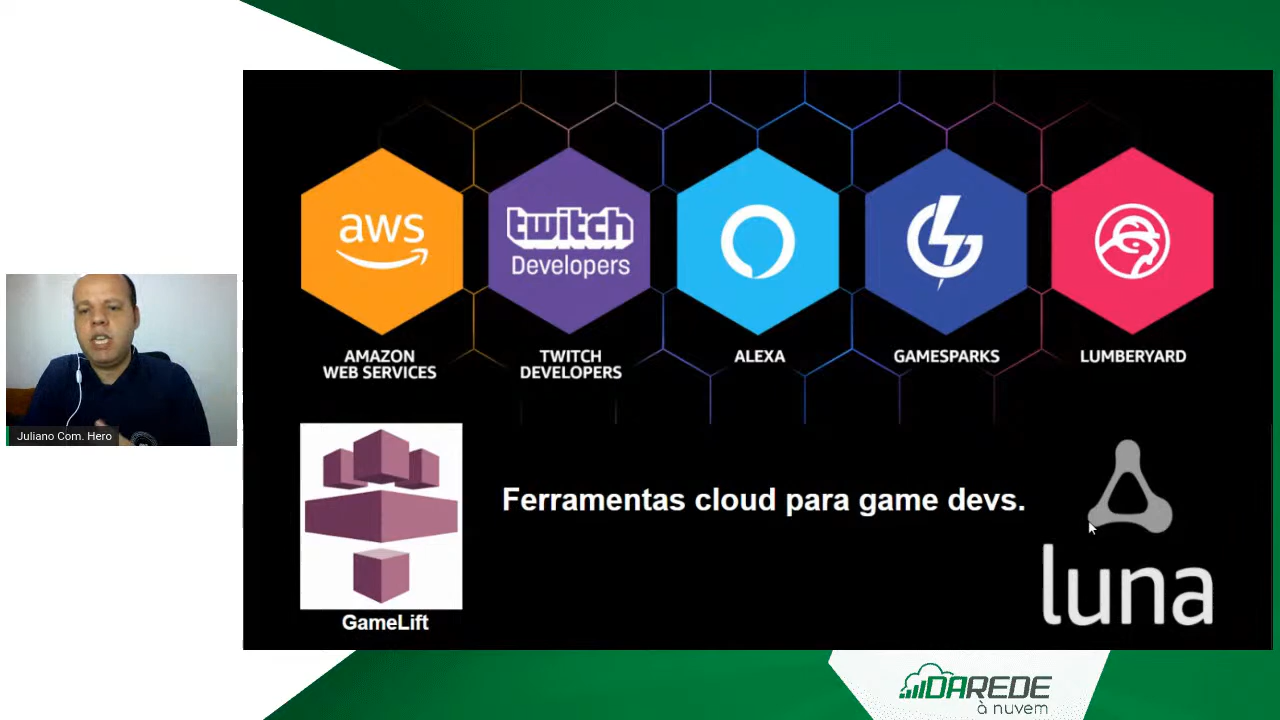 aws
twitch
Developers
AMAZON
WEB SERVICES
TWITCH
DEVELOPERS
ALEXA
GAMESPARKS
LUMBERYARD
Juliano Com. Hero
Ferramentas cloud para game devs.
GameLift
luna
DAREDE
à nuvem